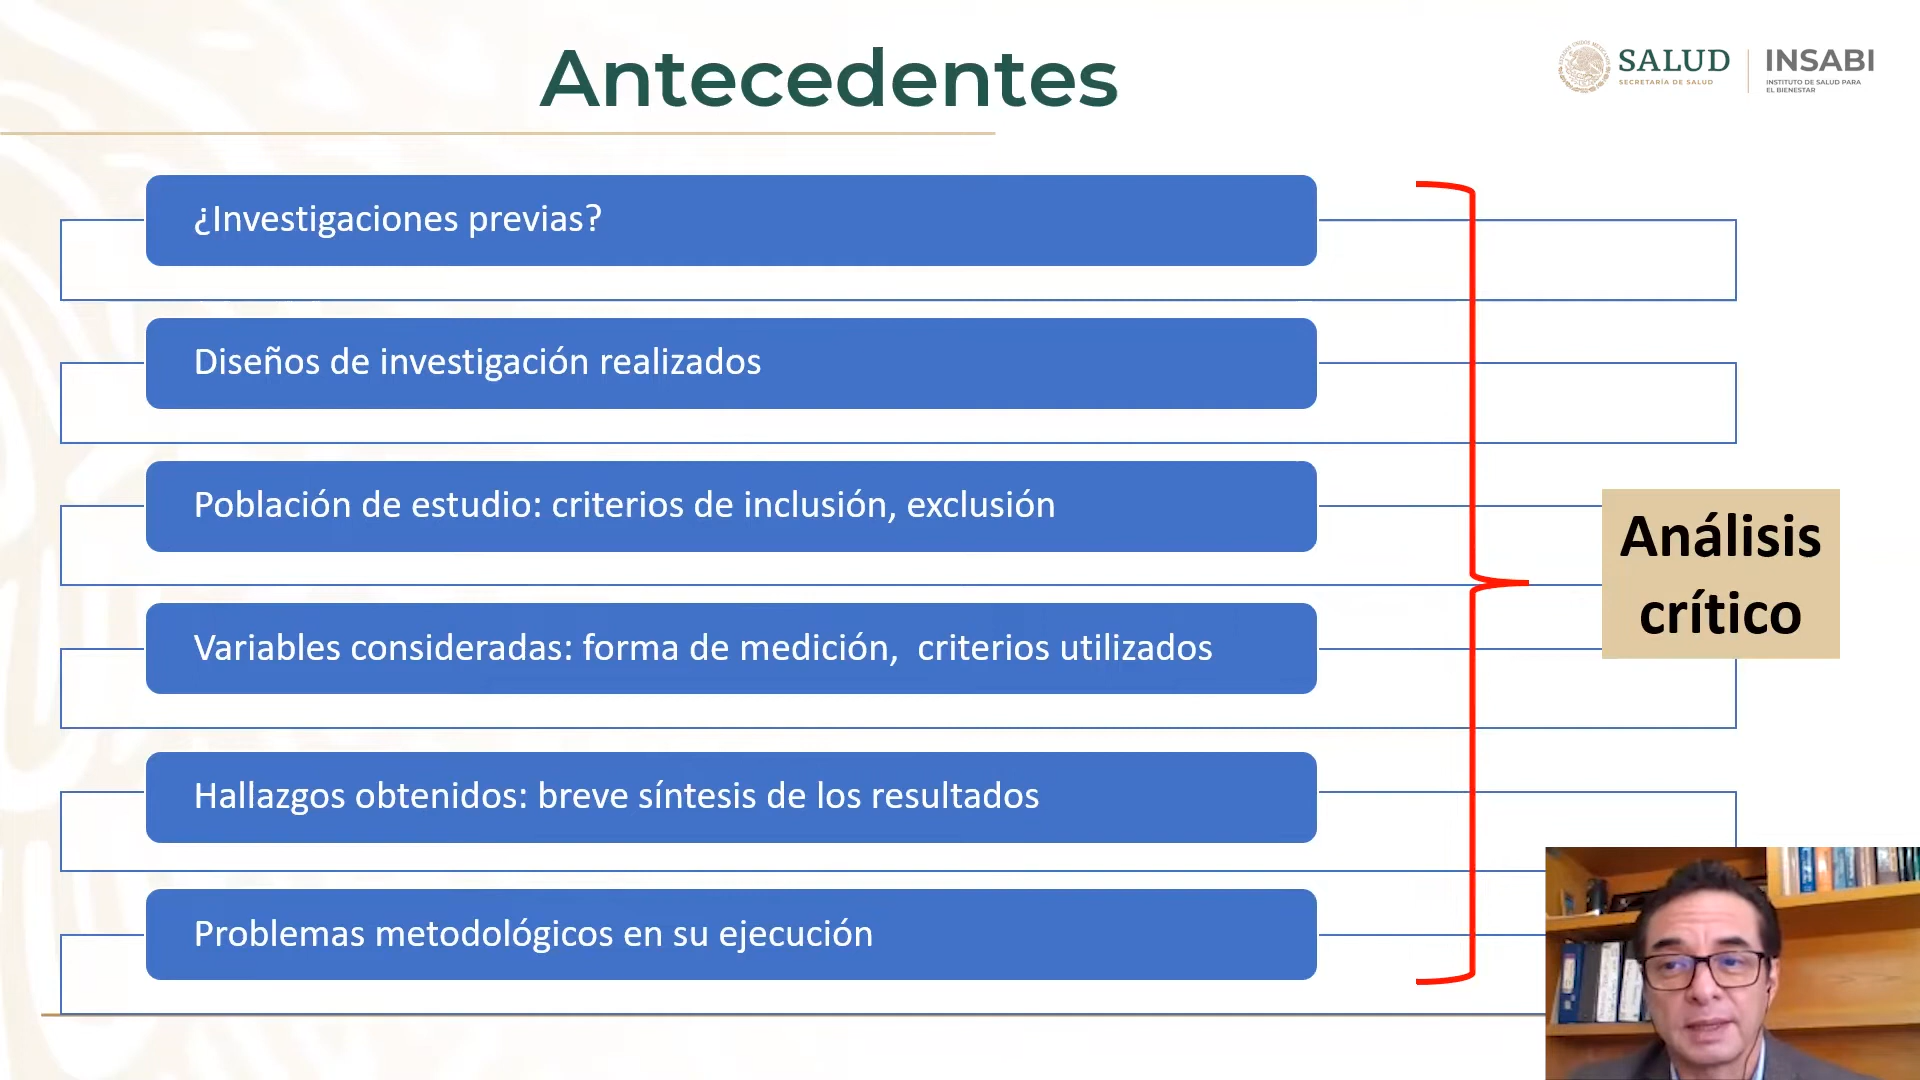 Antecedentes
SALUD
SECRETARÍA DE SALUD
INSABI
INSTITUTO DE SALUD PARA
EL BIENESTAR
¿Investigaciones previas?
Diseños de investigación realizados
Población de estudio: criterios de inclusión, exclusión
Variables consideradas: forma de medición,  criterios utilizados
Hallazgos obtenidos: breve síntesis de los resultados
Problemas metodológicos en su ejecución
Análisis
crítico